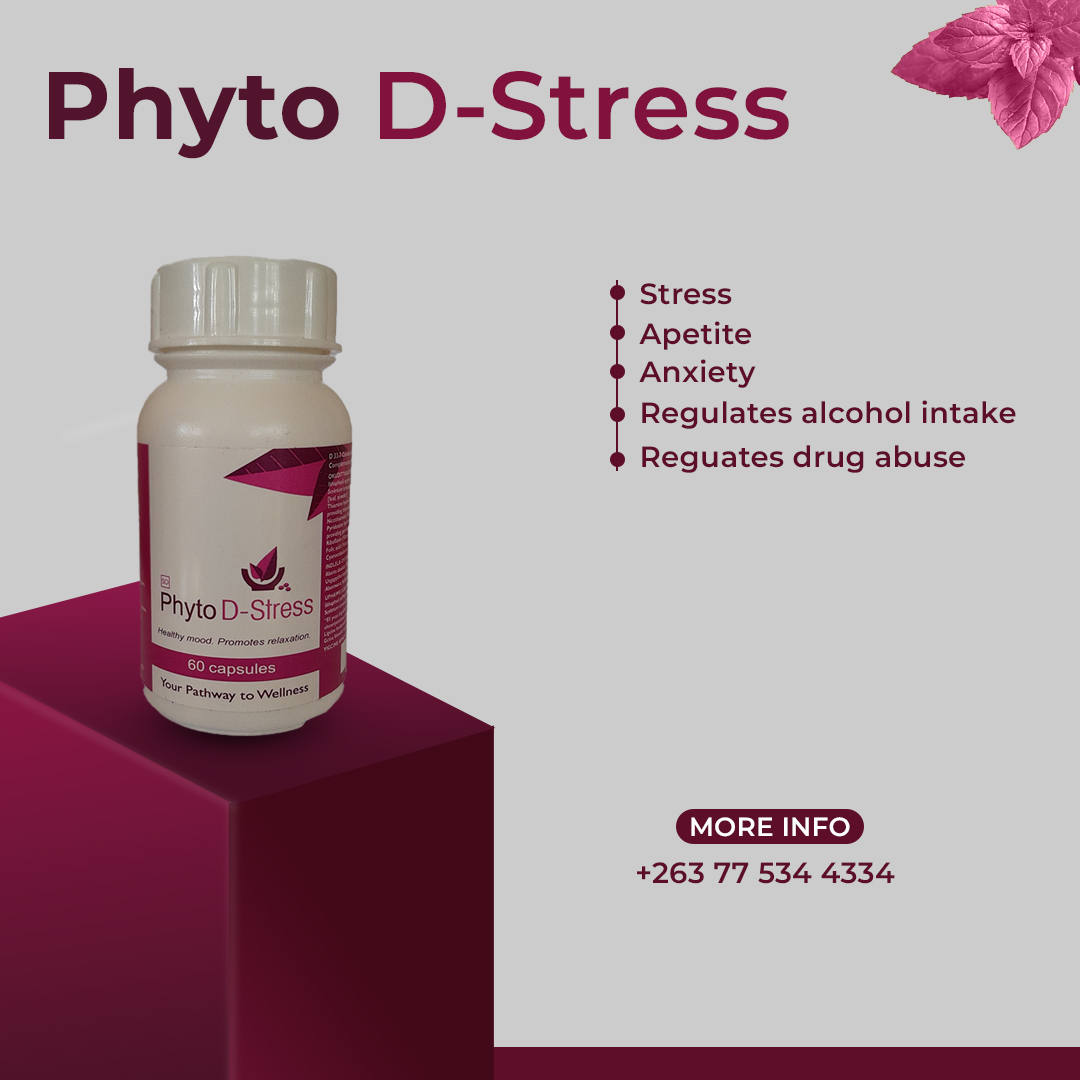 Phyto D-Stress
Stress
Apetite
Anxiety
Regulates alcohol intake
Reguates drug abuse
Phyto D-Stress
Healthy mood. Promotes relaxation.
60 capsules
Your Pathway to Wellness
MORE INFO
+263 77 534 4334